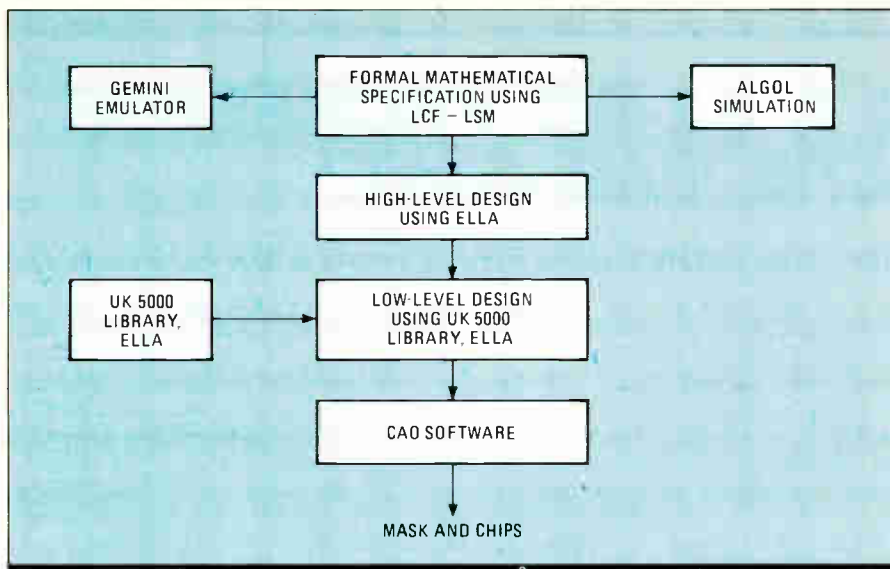 GEMINI
EMULATOR
FORMAL MATHEMATICAL
SPECIFICATION USING
LCF – LSM
ALGOL
SIMULATION
HIGH-LEVEL DESIGN
USING ELLA
UK 5000
LIBRARY,
ELLA
LOW-LEVEL DESIGN
USING UK 5000
LIBRARY, ELLA
CAO SOFTWARE
MASK AND CHIPS